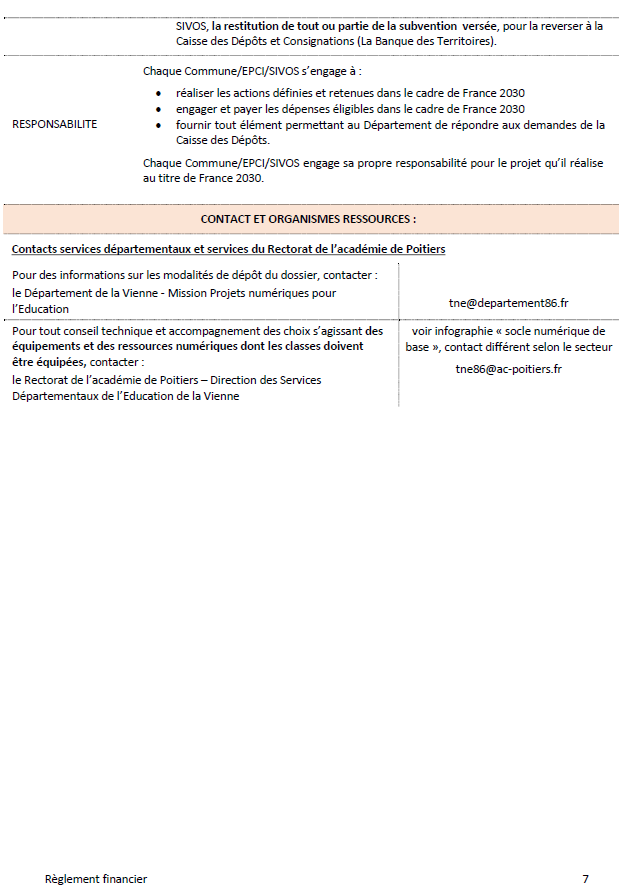 SIVOS, la restitution de tout ou partie de la subvention versée, pour la reverser à la
Caisse des Dépôts et Consignations (La Banque des Territoires).
RESPONSABILITE
Chaque Commune/EPCI/SIVOS s’engage à :
• réaliser les actions définies et retenues dans le cadre de France 2030
• engager et payer les dépenses éligibles dans le cadre de France 2030
• fournir tout élément permettant au Département de répondre aux demandes de la
Caisse des Dépôts.
Chaque Commune/EPCI/SIVOS engage sa propre responsabilité pour le projet qu’il réalise
au titre de France 2030.
CONTACT ET ORGANISMES RESSOURCES :
Contacts services départementaux et services du Rectorat de l’académie de Poitiers
Pour des informations sur les modalités de dépôt du dossier, contacter :
le Département de la Vienne - Mission Projets numériques pour
l’Education
tne@departement86.fr
Pour tout conseil technique et accompagnement des choix s’agissant des
équipements et des ressources numériques dont les classes doivent
être équipées, contacter :
le Rectorat de l’académie de Poitiers – Direction des Services
Départementaux de l’Education de la Vienne
voir infographie « socle numérique de
base », contact différent selon le secteur
tne86@ac-poitiers.fr
Règlement financier
7